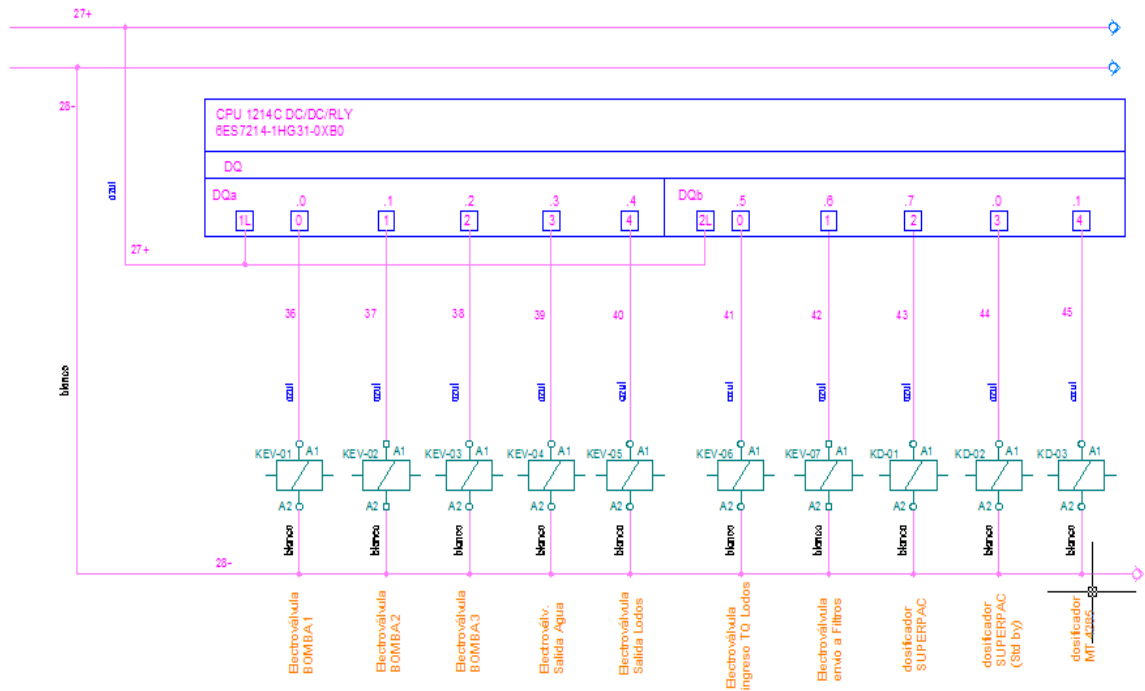 27+
28-
CPU 1214C DC/DC/RLY
6ES7214-1HG31-0XB0
DQ
DQa
.0 .1 .2 .3 .4
1L 0 1 2 3 4
DQb
.5 .6 .7 .0 .1
2L 0 1 2 3 4
azul
27+
36 37 38 39 40 41 42 43 44 45
blanco
azul azul azul azul azul azul azul azul azul azul
KEV-01 A1 KEV-02 A1 KEV-03 A1 KEV-04 A1 KEV-05 A1 KEV-06 A1 KEV-07 A1 KD-01 A1 KD-02 A1 KD-03 A1
A2 A2 A2 A2 A2 A2 A2 A2 A2 A2
blanco blanco blanco blanco blanco blanco blanco blanco blanco blanco
28-
Electroválvula
BOMBA1
Electroválvula
BOMBA2
Electroválvula
BOMBA3
Electroválv.
Salida Agua
Electroválvula
Salida Lodos
Electroválvula
ingreso TQ Lodos
Electroválvula
envio a Filtros
dosificador
SUPERPAC
dosificador
SUPERPAC
(Std by)
dosificador
MT-4285